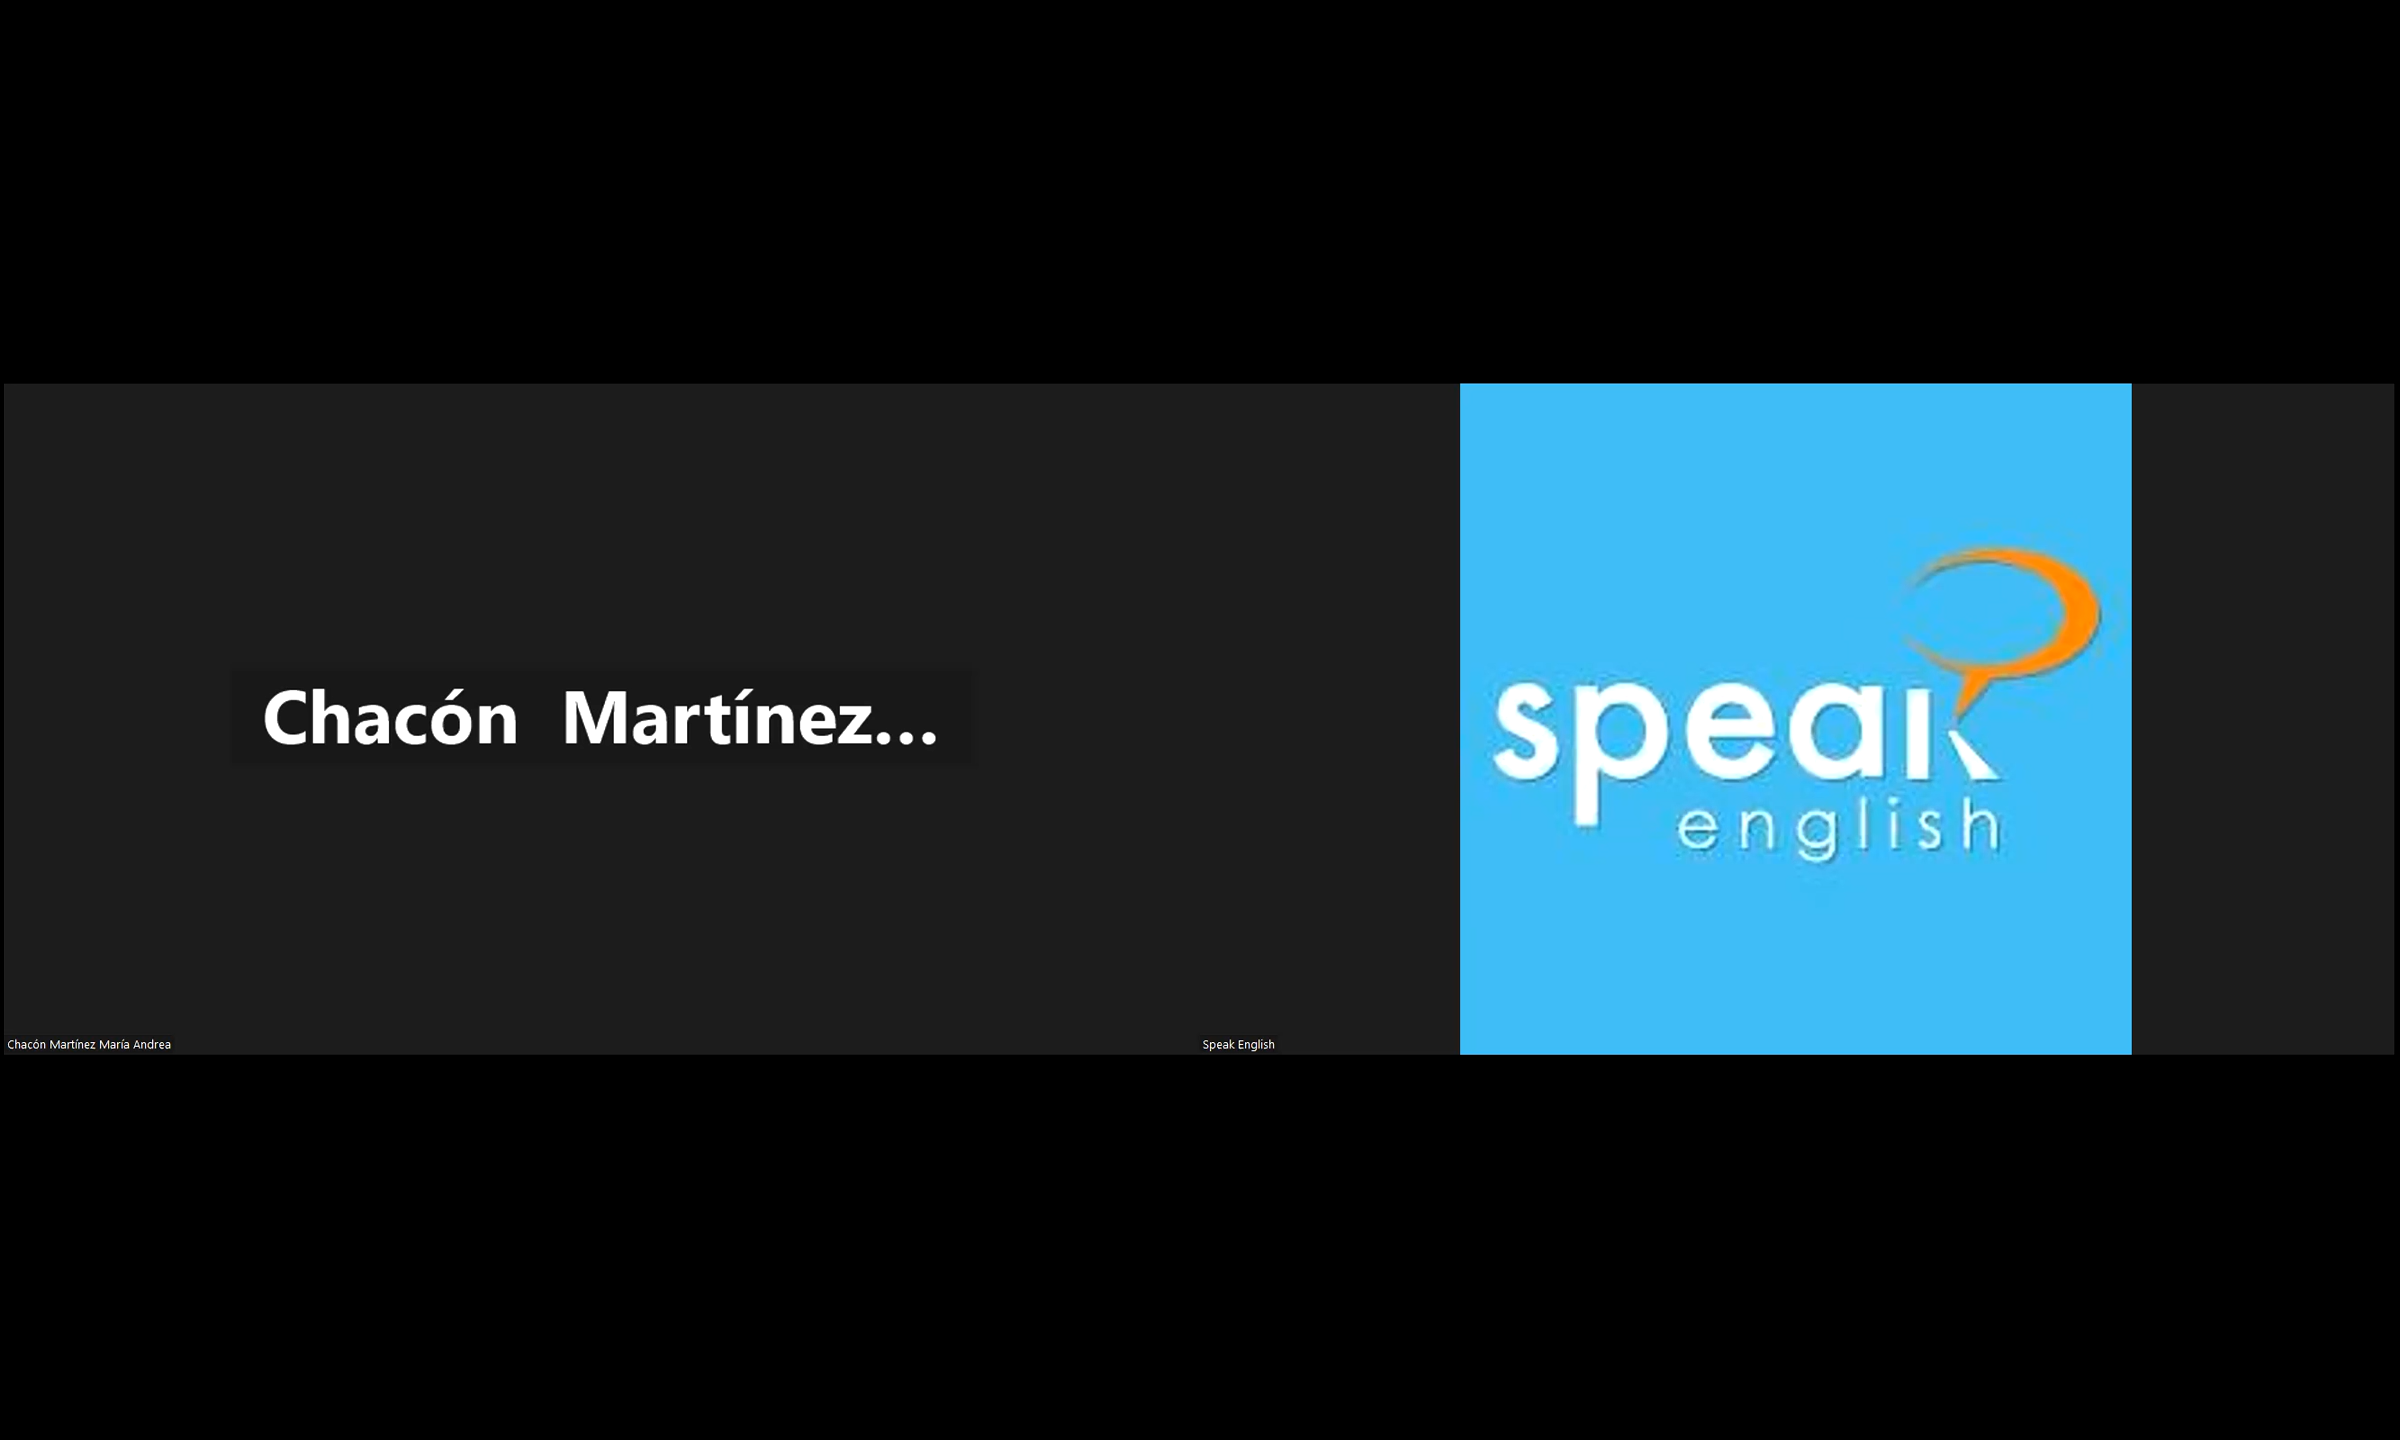 Chacón Martínez...
speak
english
Chacón Martínez María Andrea
Speak English